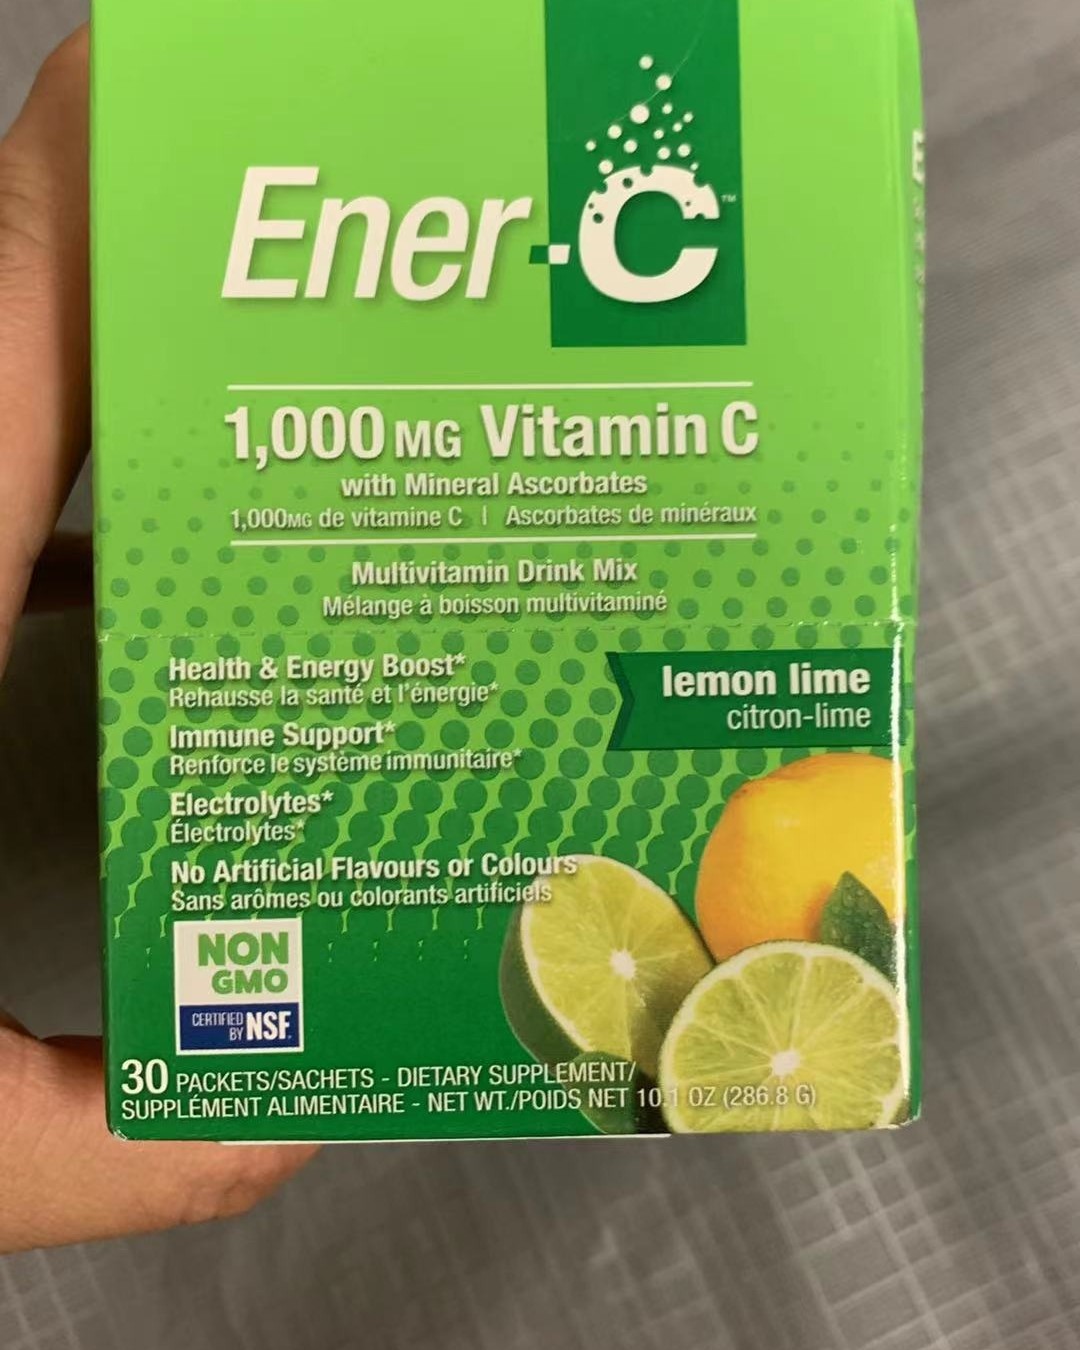 Ener-C™
1,000 MG Vitamin C
with Mineral Ascorbates
1,000MG de vitamine C | Ascorbates de minéraux
Multivitamin Drink Mix
Mélange à boisson multivitaminé
Health & Energy Boost*
Rehausse la santé et l'énergie*
Immune Support*
Renforce le système immunitaire*
Electrolytes*
Électrolytes*
No Artificial Flavours or Colours
Sans arômes ou colorants artificiels
lemon lime
citron-lime
NON
GMO
CERTIFIED
BY NSF
30 PACKETS/SACHETS - DIETARY SUPPLEMENT/
SUPPLÉMENT ALIMENTAIRE - NET WT./POIDS NET 10.1 OZ (286.8 G)